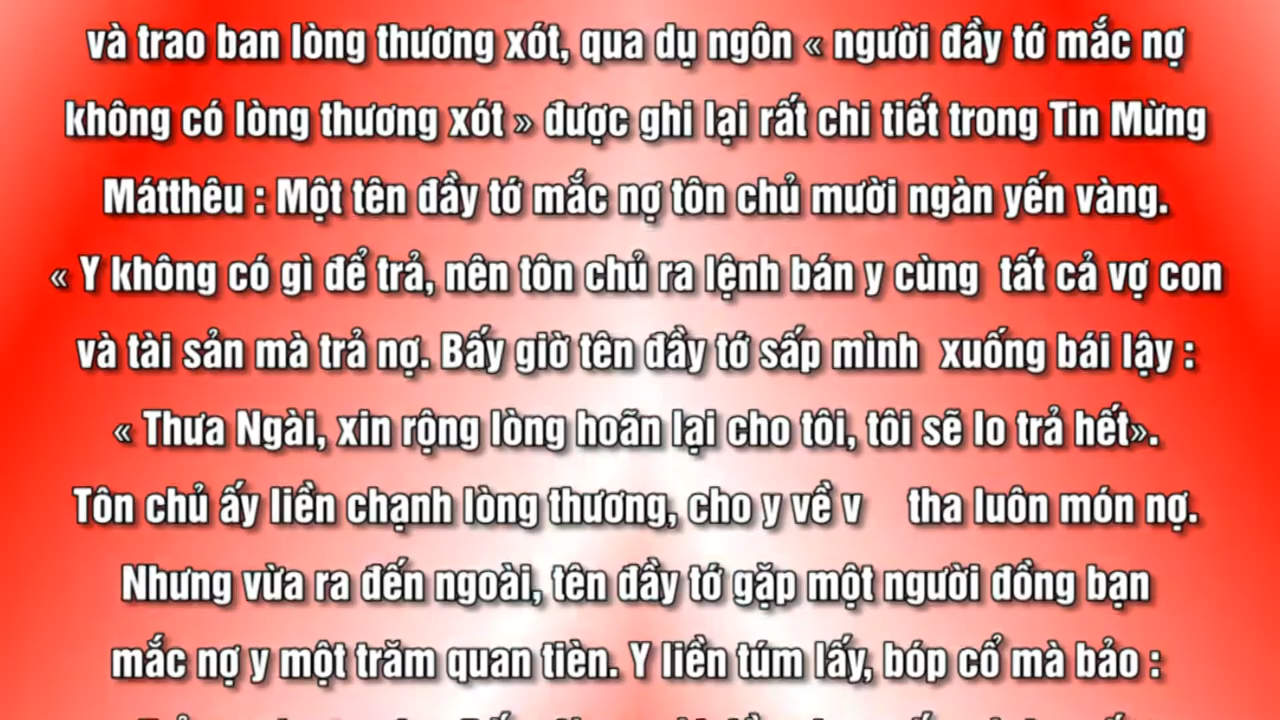 và trao ban lòng thương xót, qua dụ ngôn « người đầy tớ mắc nợ
không có lòng thương xót » được ghi lại rất chi tiết trong Tin Mừng
Mátthêu : Một tên đầy tớ mắc nợ tôn chủ mười ngàn yến vàng.
« Y không có gì để trả, nên tôn chủ ra lệnh bán y cùng tất cả vợ con
và tài sản mà trả nợ. Bấy giờ tên đầy tớ sấp mình xuống bái lậy :
« Thưa Ngài, xin rộng lòng hoãn lại cho tôi, tôi sẽ lo trả hết».
Tôn chủ ấy liền chạnh lòng thương, cho y về v tha luôn món nợ.
Nhưng vừa ra đến ngoài, tên đầy tớ gặp một người đồng bạn
mắc nợ y một trăm quan tiền. Y liền túm lấy, bóp cổ mà bảo :